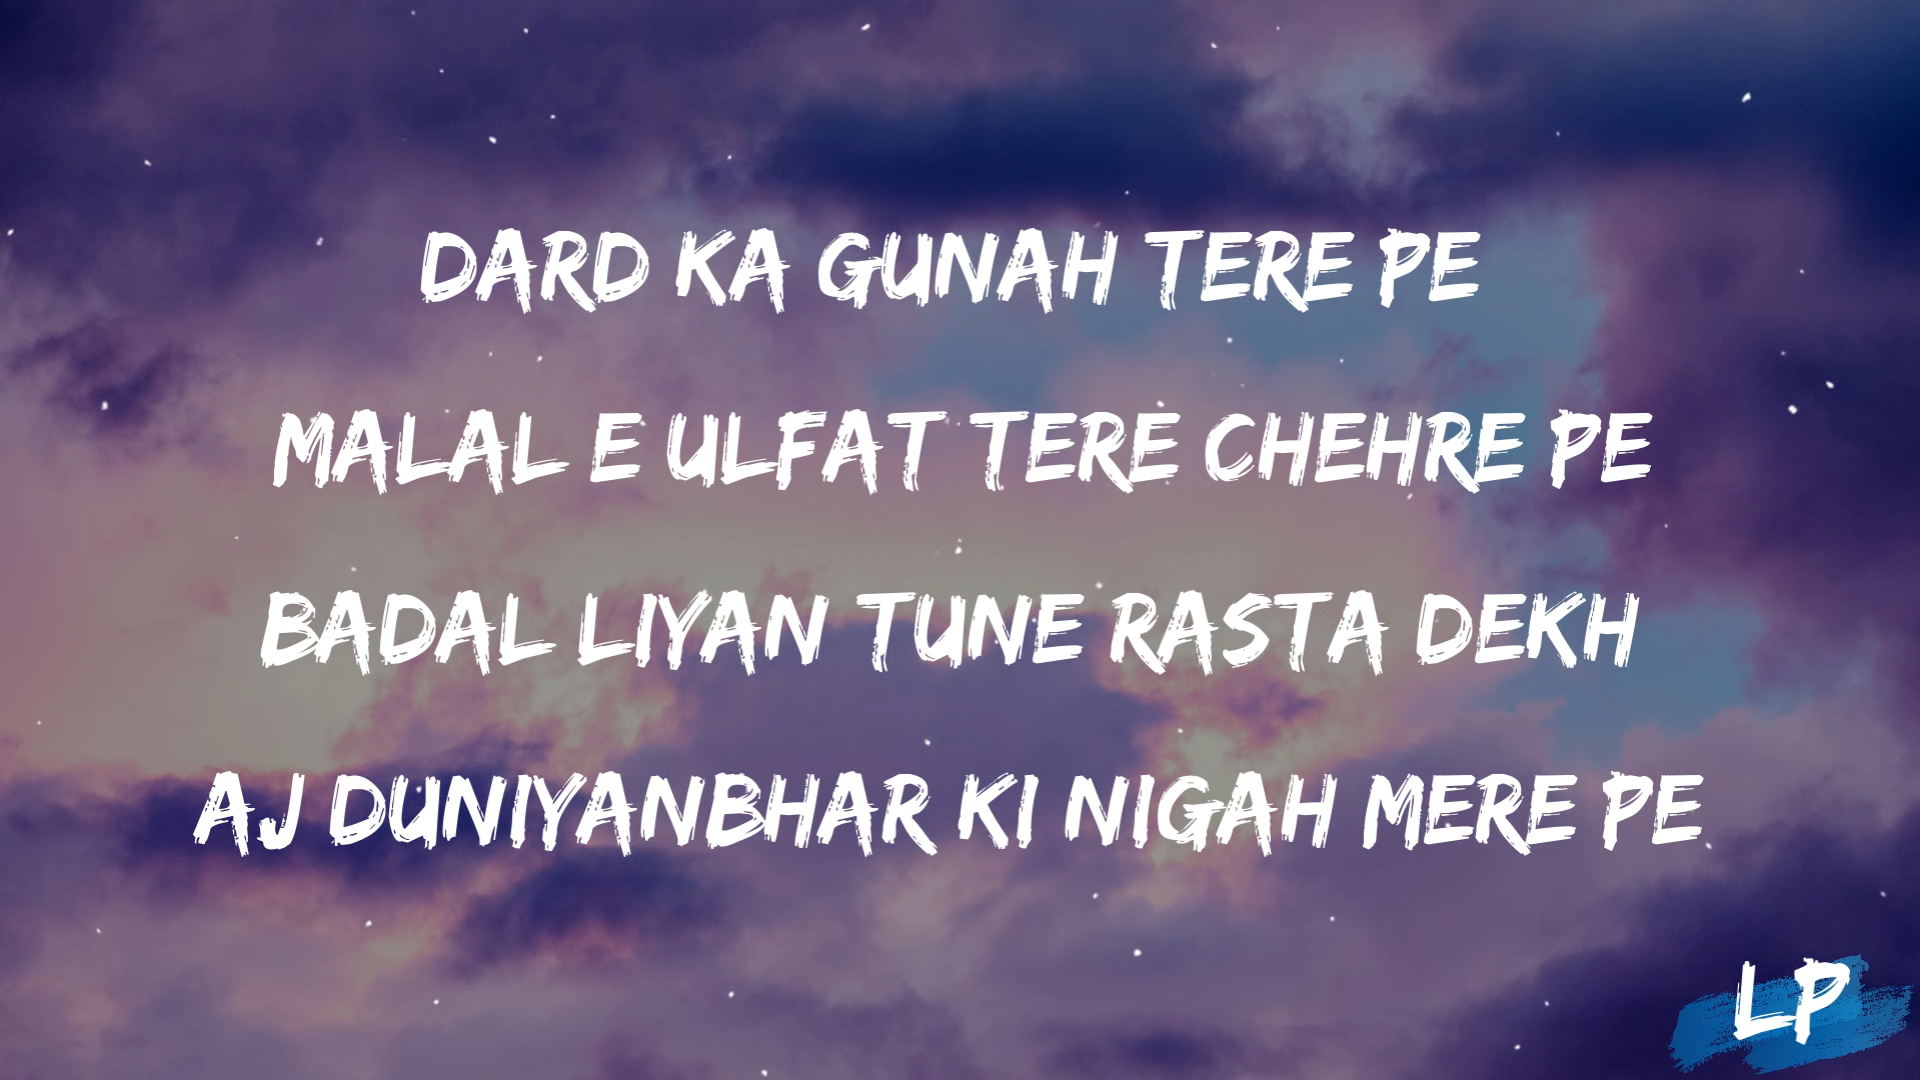 DARD KA GUNAH TERE PE
MALAL E ULFAT TERE CHEHRE PE
BADAL LIYAN TUNE RASTA DEKH
AJ DUNIYANBHAR KI NIGAH MERE PE
LP